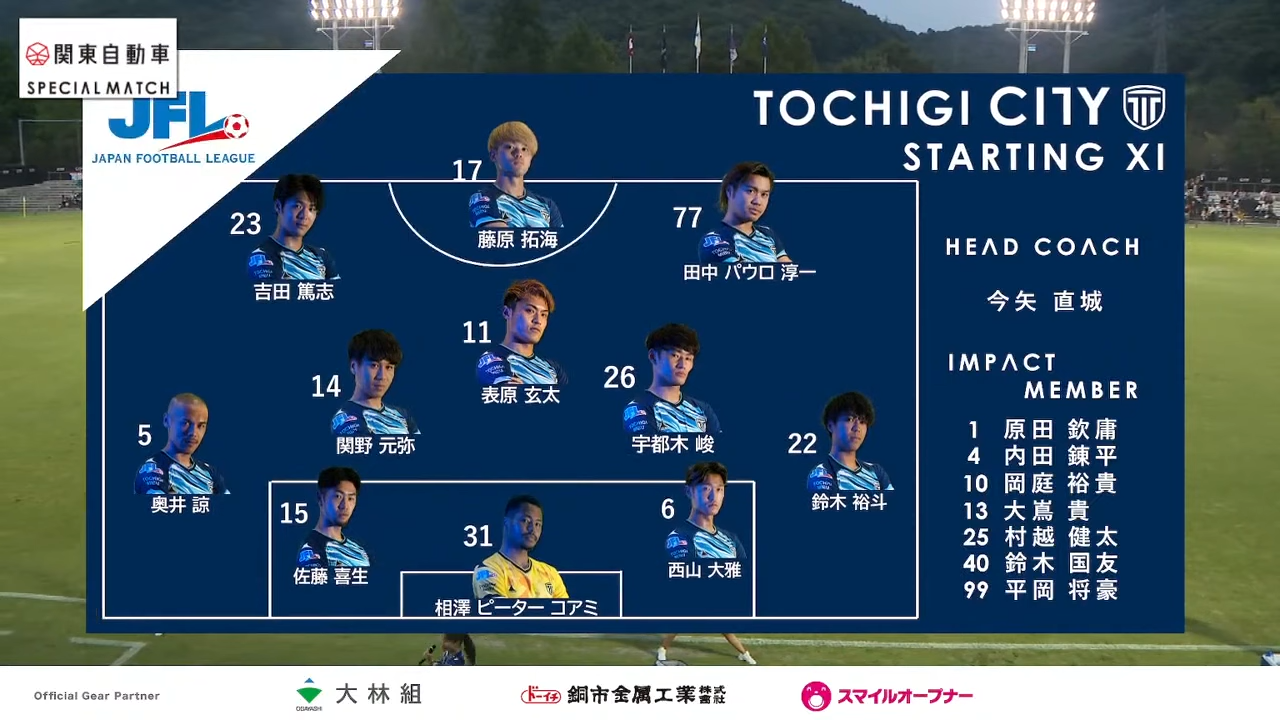 関東自動車
SPECIAL MATCH
JFL
JAPAN FOOTBALL LEAGUE
TOCHIGI CITY
STARTING XI
17
藤原 拓海
23
吉田 篤志
77
田中 パウロ 淳一
11
表原 玄太
14
関野 元弥
26
宇都木 峻
5
奥井 諒
22
鈴木 裕斗
15
佐藤 喜生
31
相澤 ピーター コアミ
6
西山 大雅
HEAD COACH
今矢 直城
IMPACT
MEMBER
1 原田 欽庸
4 内田 錬平
10 岡庭 裕貴
13 大嶌 貴
25 村越 健太
40 鈴木 国友
99 平岡 将豪
Official Gear Partner
OBAYASHI
大林組
ドーイチ 銅市金属工業株式会社
スマイルオープナー